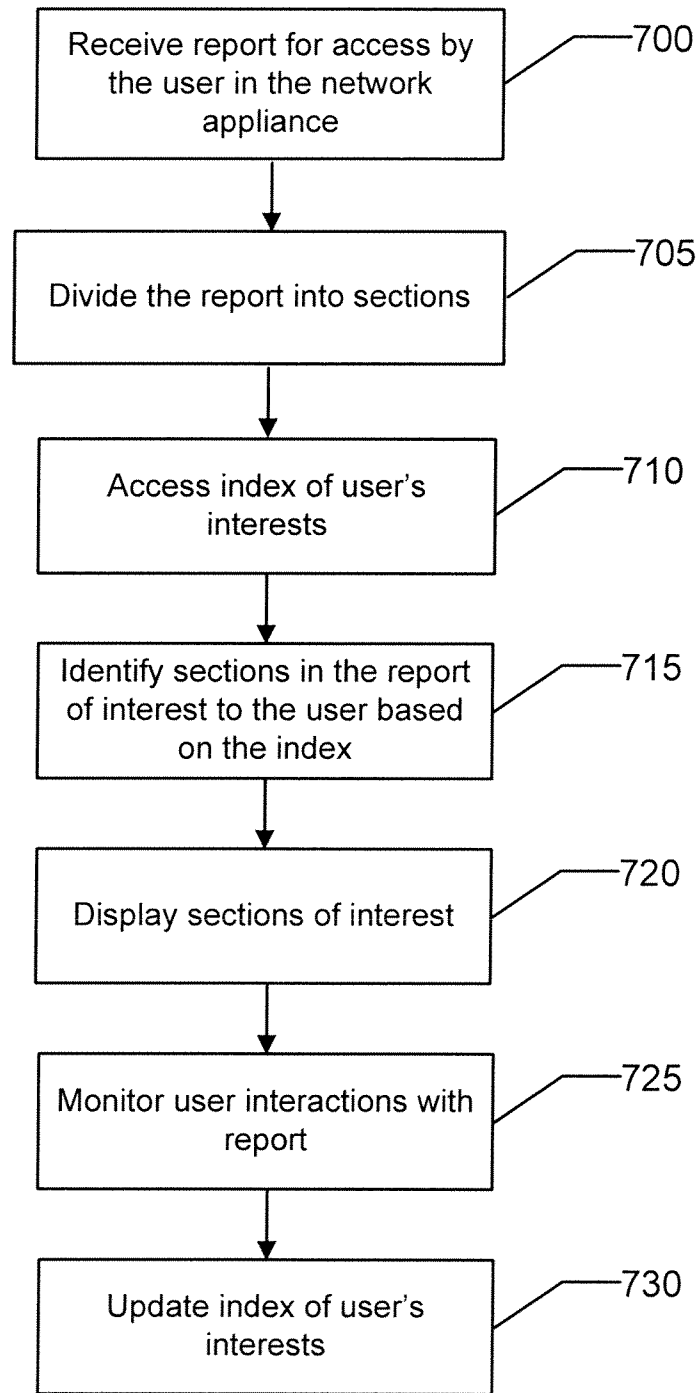 Receive report for access by
the user in the network
appliance
700
Divide the report into sections
705
Access index of user's
interests
710
Identify sections in the report
of interest to the user based
on the index
715
Display sections of interest
720
Monitor user interactions with
report
725
Update index of user's
interests
730